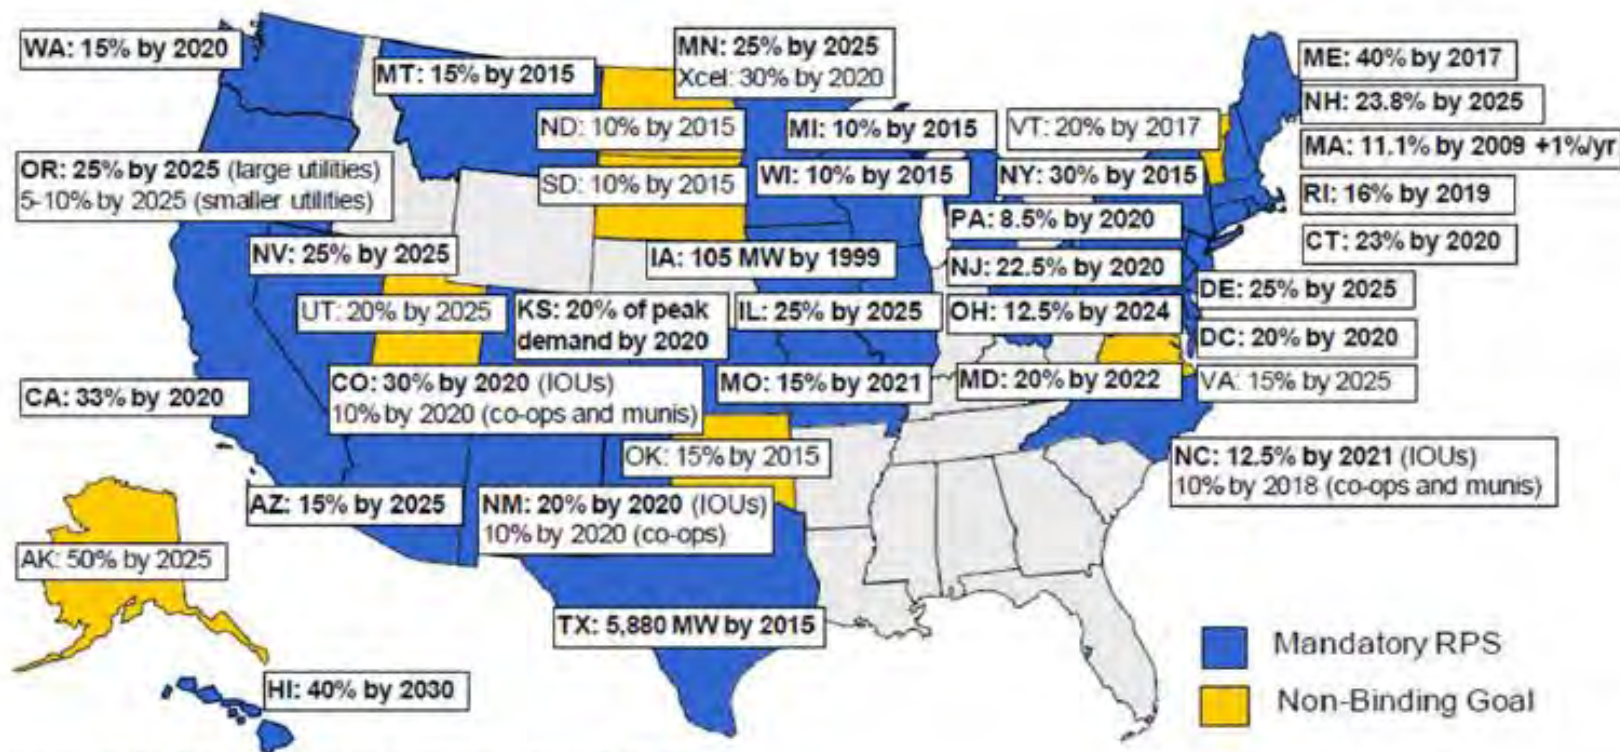 WA: 15% by 2020
MT: 15% by 2015
MN: 25% by 2025
Xcel: 30% by 2020
ME: 40% by 2017
NH: 23.8% by 2025
ND: 10% by 2015
MI: 10% by 2015
VT: 20% by 2017
MA: 11.1% by 2009 +1%/yr
OR: 25% by 2025 (large utilities)
5-10% by 2025 (smaller utilities)
SD: 10% by 2015
WI: 10% by 2015
NY: 30% by 2015
RI: 16% by 2019
PA: 8.5% by 2020
CT: 23% by 2020
NV: 25% by 2025
IA: 105 MW by 1999
NJ: 22.5% by 2020
DE: 25% by 2025
UT: 20% by 2025
KS: 20% of peak
demand by 2020
IL: 25% by 2025
OH: 12.5% by 2024
DC: 20% by 2020
CA: 33% by 2020
CO: 30% by 2020 (IOUs)
10% by 2020 (co-ops and munis)
MO: 15% by 2021
MD: 20% by 2022
VA: 15% by 2025
OK: 15% by 2015
NC: 12.5% by 2021 (IOUs)
10% by 2018 (co-ops and munis)
AZ: 15% by 2025
NM: 20% by 2020 (IOUs)
10% by 2020 (co-ops)
AK: 50% by 2025
TX: 5,880 MW by 2015
HI: 40% by 2030
Mandatory RPS
Non-Binding Goal